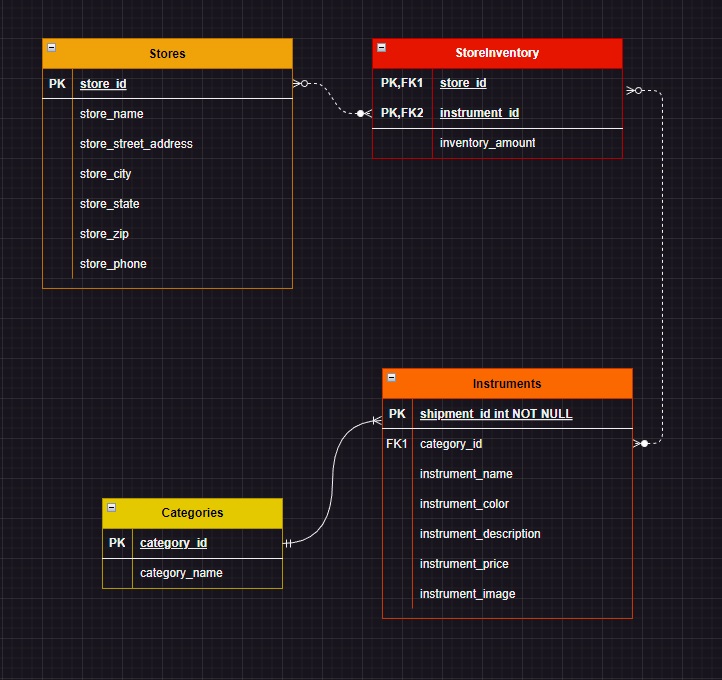 Stores
PK store_id
store_name
store_street_address
store_city
store_state
store_zip
store_phone
StoreInventory
PK,FK1 store_id
PK,FK2 instrument_id
inventory_amount
Instruments
PK shipment_id int NOT NULL
FK1 category_id
instrument_name
instrument_color
instrument_description
instrument_price
instrument_image
Categories
PK category_id
category_name